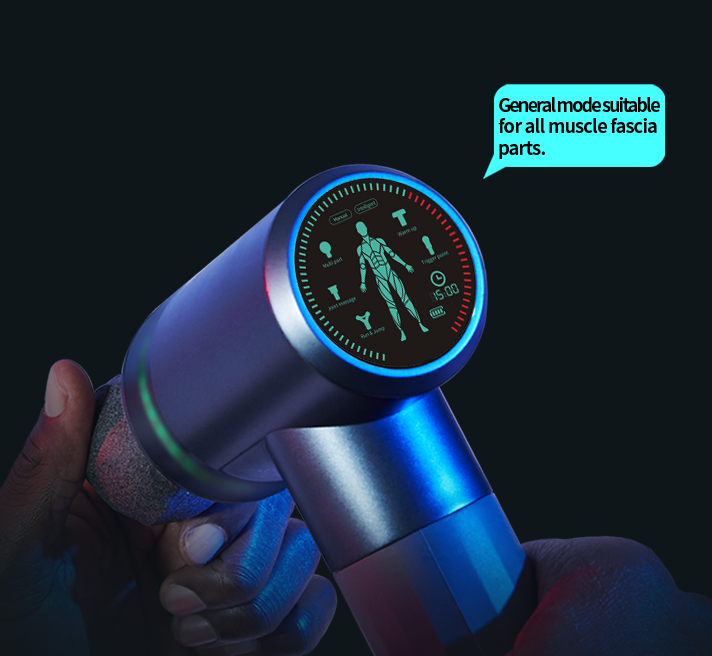 General mode suitable
for all muscle fascia
parts.
Manual
Intelligent
Warm-up
Multi part
Trigger point
Joint massage
15:00
Run & Jump